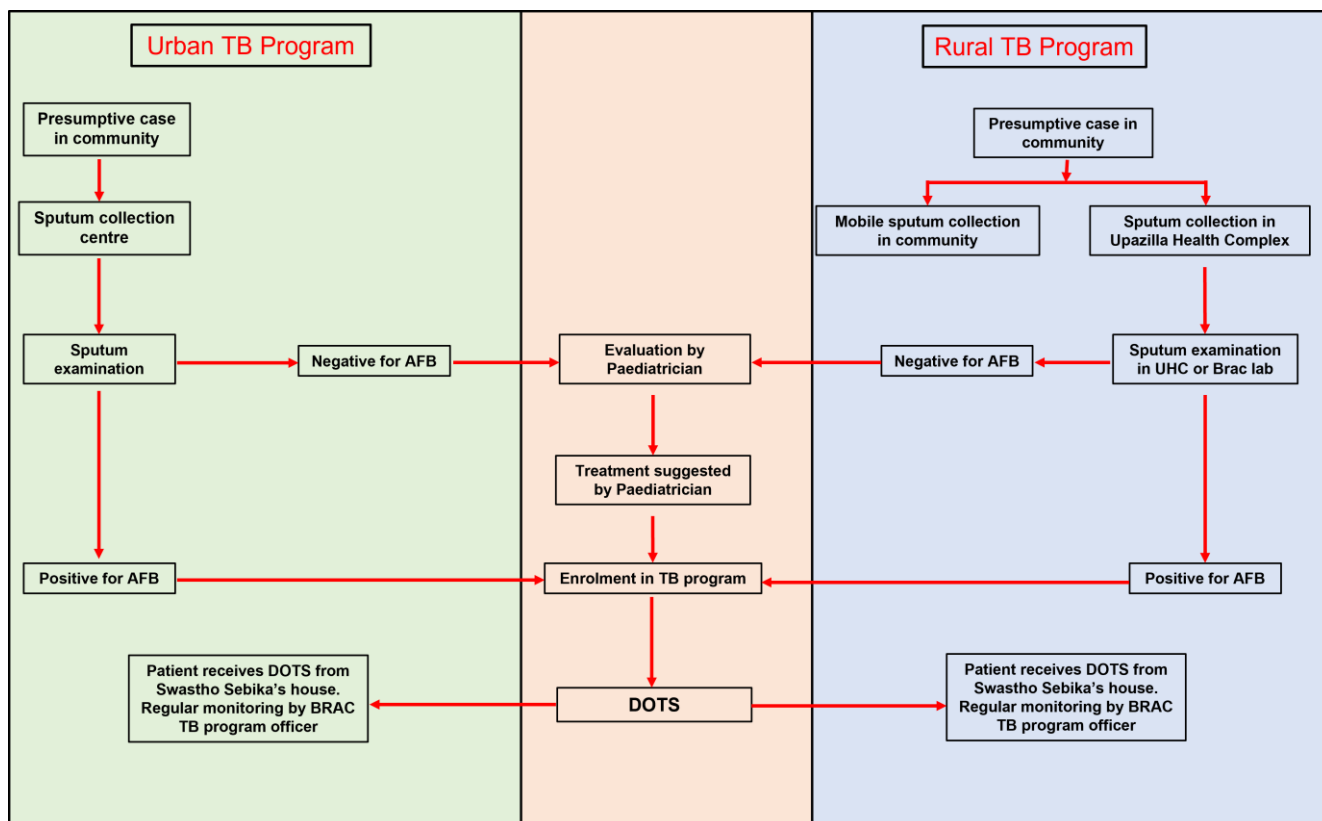 Urban TB Program
Rural TB Program
Presumptive case
in community
Presumptive case in
community
Sputum collection
centre
Mobile sputum collection
in community
Sputum collection in
Upazilla Health Complex
Sputum
examination
Negative for AFB
Evaluation by
Paediatrician
Negative for AFB
Sputum examination
in UHC or Brac lab
Treatment suggested
by Paediatrician
Positive for AFB
Enrolment in TB program
Positive for AFB
Patient receives DOTS from
Swastho Sebika's house.
Regular monitoring by BRAC
TB program officer
DOTS
Patient receives DOTS from
Swastho Sebika's house.
Regular monitoring by BRAC
TB program officer